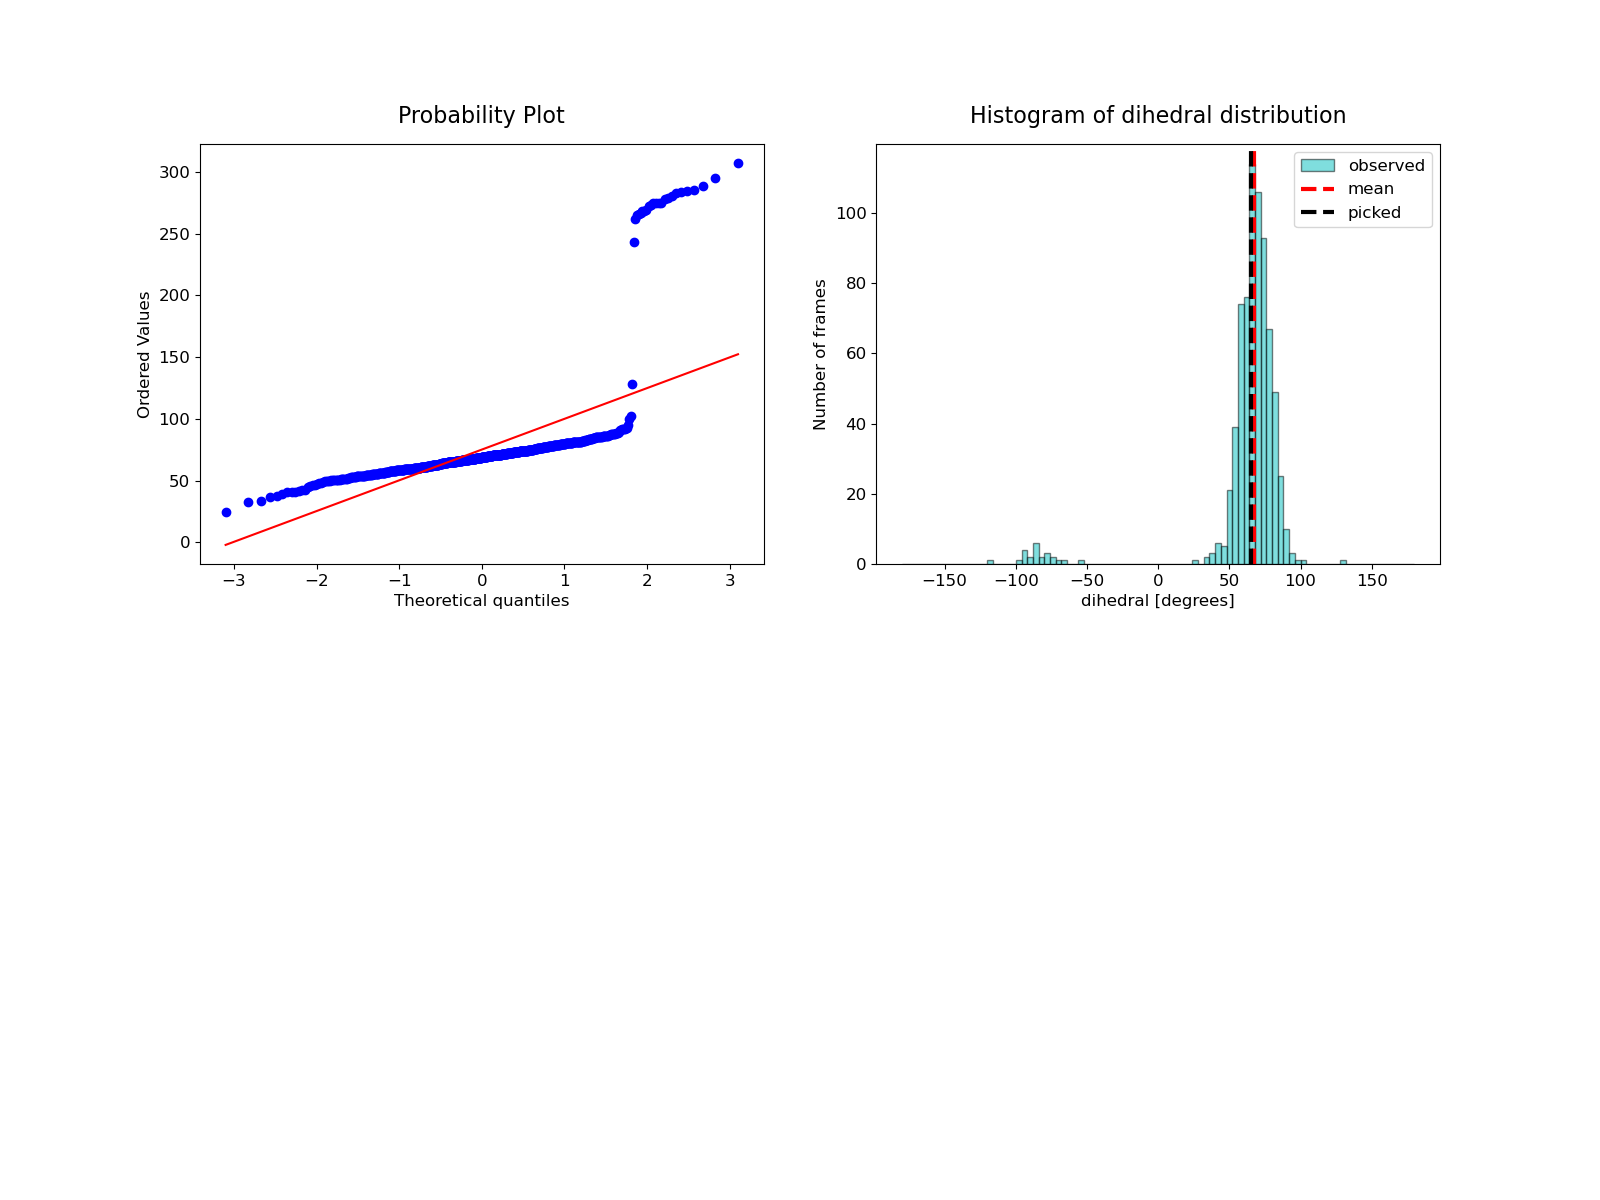 Probability Plot
300
250
200
150
100
50
0
Ordered Values
−3 −2 −1 0 1 2 3
Theoretical quantiles
Histogram of dihedral distribution
observed
mean
picked
100
80
60
40
20
0
Number of frames
−150 −100 −50 0 50 100 150
dihedral [degrees]